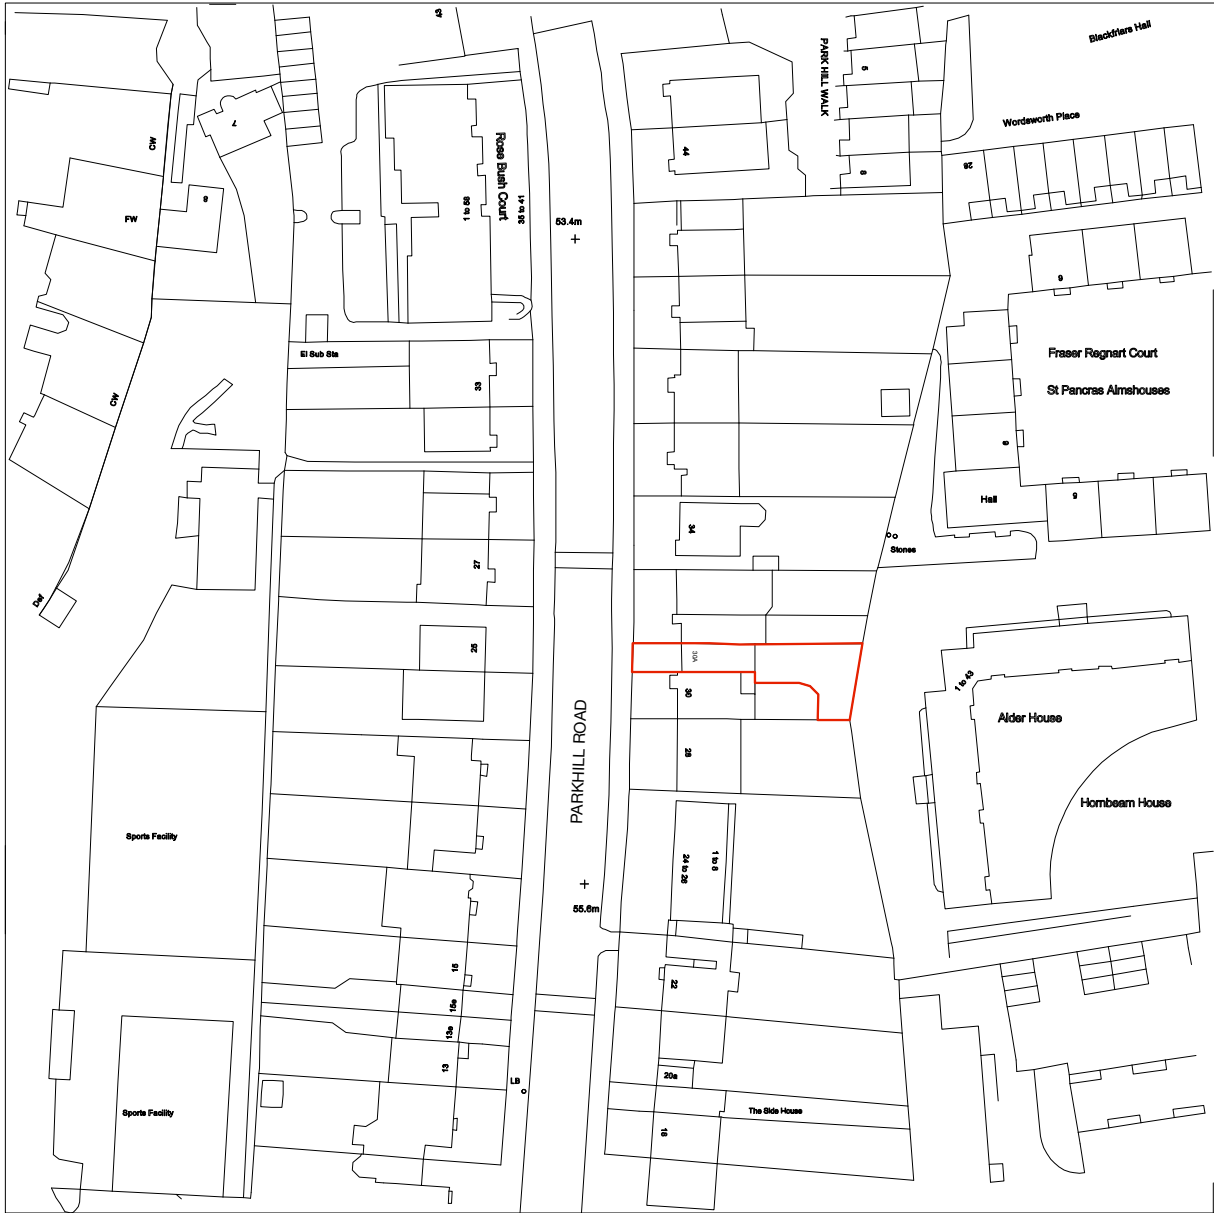 43
Blackfriars Hall
PARK HILL WALK
5
Wordsworth Place
7
CW
Rose Bush Court
44
8
28
1 to 58
35 to 41
8
FW
53.4m
6
El Sub Sta
33
Fraser Regnart Court
St Pancras Almshouses
CW
9
Hall
5
34
Stones
27
Def
25
30A
30
1 to 43
Alder House
28
PARKHILL ROAD
Hornbeam House
Sports Facility
24 to 26
1 to 8
55.6m
15
22
15a
13a
13
20a
LB
Sports Facility
The Side House
18